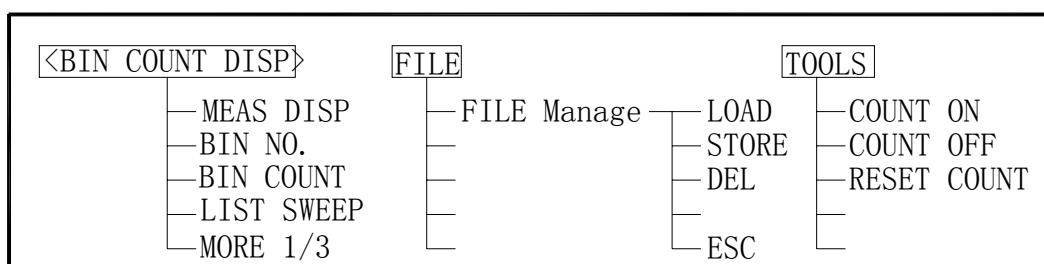 <BIN COUNT DISP> FILE TOOLS
MEAS DISP FILE Manage LOAD COUNT ON
BIN NO. STORE COUNT OFF
BIN COUNT DEL RESET COUNT
LIST SWEEP
MORE 1/3 ESC